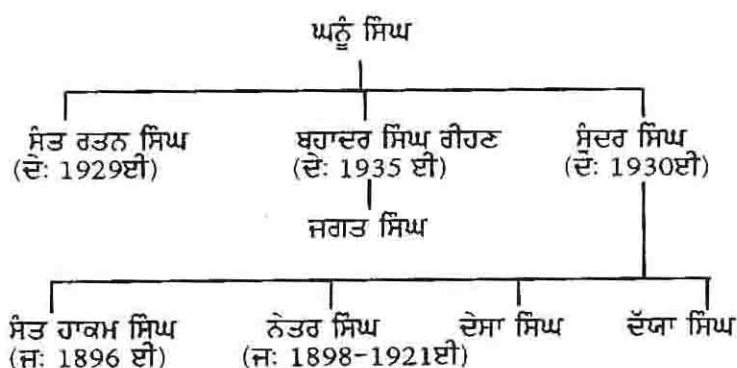 ਘਨੂੰ ਸਿੰਘ
ਸੰਤ ਰਤਨ ਸਿੰਘ ਬਹਾਦਰ ਸਿੰਘ ਰੀਹਣ ਸੁੰਦਰ ਸਿੰਘ
(ਦੇ: 1929ਈ) (ਦੇ: 1935 ਈ) (ਦੇ: 1930ਈ)
ਜਗਤ ਸਿੰਘ
ਸੰਤ ਹਾਕਮ ਸਿੰਘ ਨੇਤਰ ਸਿੰਘ ਦੇਸਾ ਸਿੰਘ ਦੱਯਾ ਸਿੰਘ
(ਜ: 1896 ਈ) (ਜ: 1898-1921ਈ)